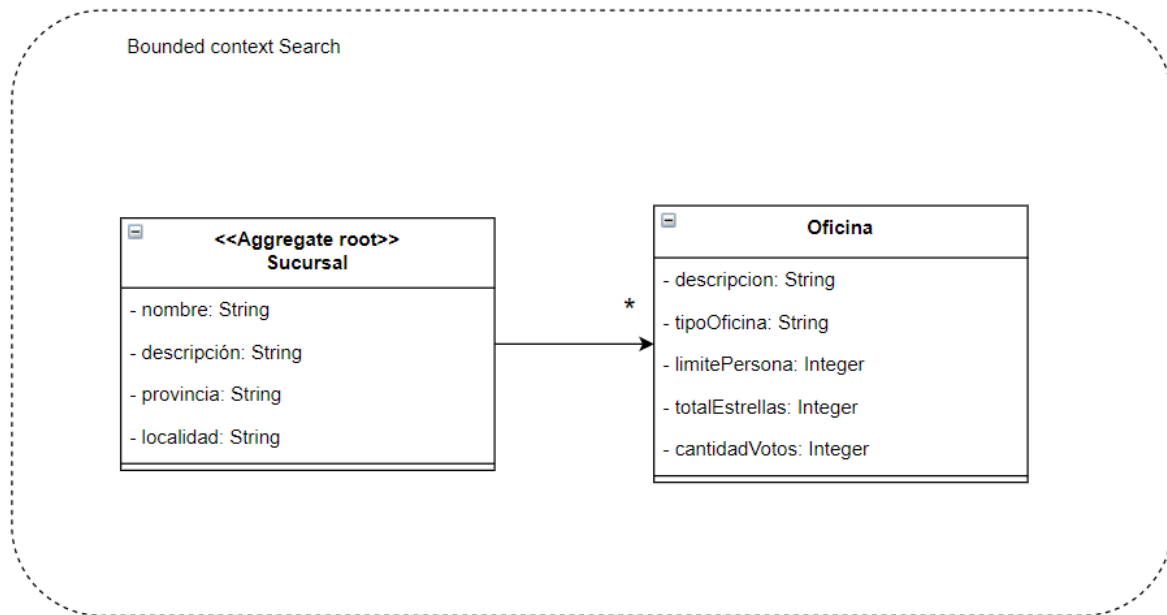 Bounded context Search
<<Aggregate root>>
Sucursal
- nombre: String
- descripción: String
- provincia: String
- localidad: String
*
Oficina
- descripcion: String
- tipoOficina: String
- limitePersona: Integer
- totalEstrellas: Integer
- cantidadVotos: Integer